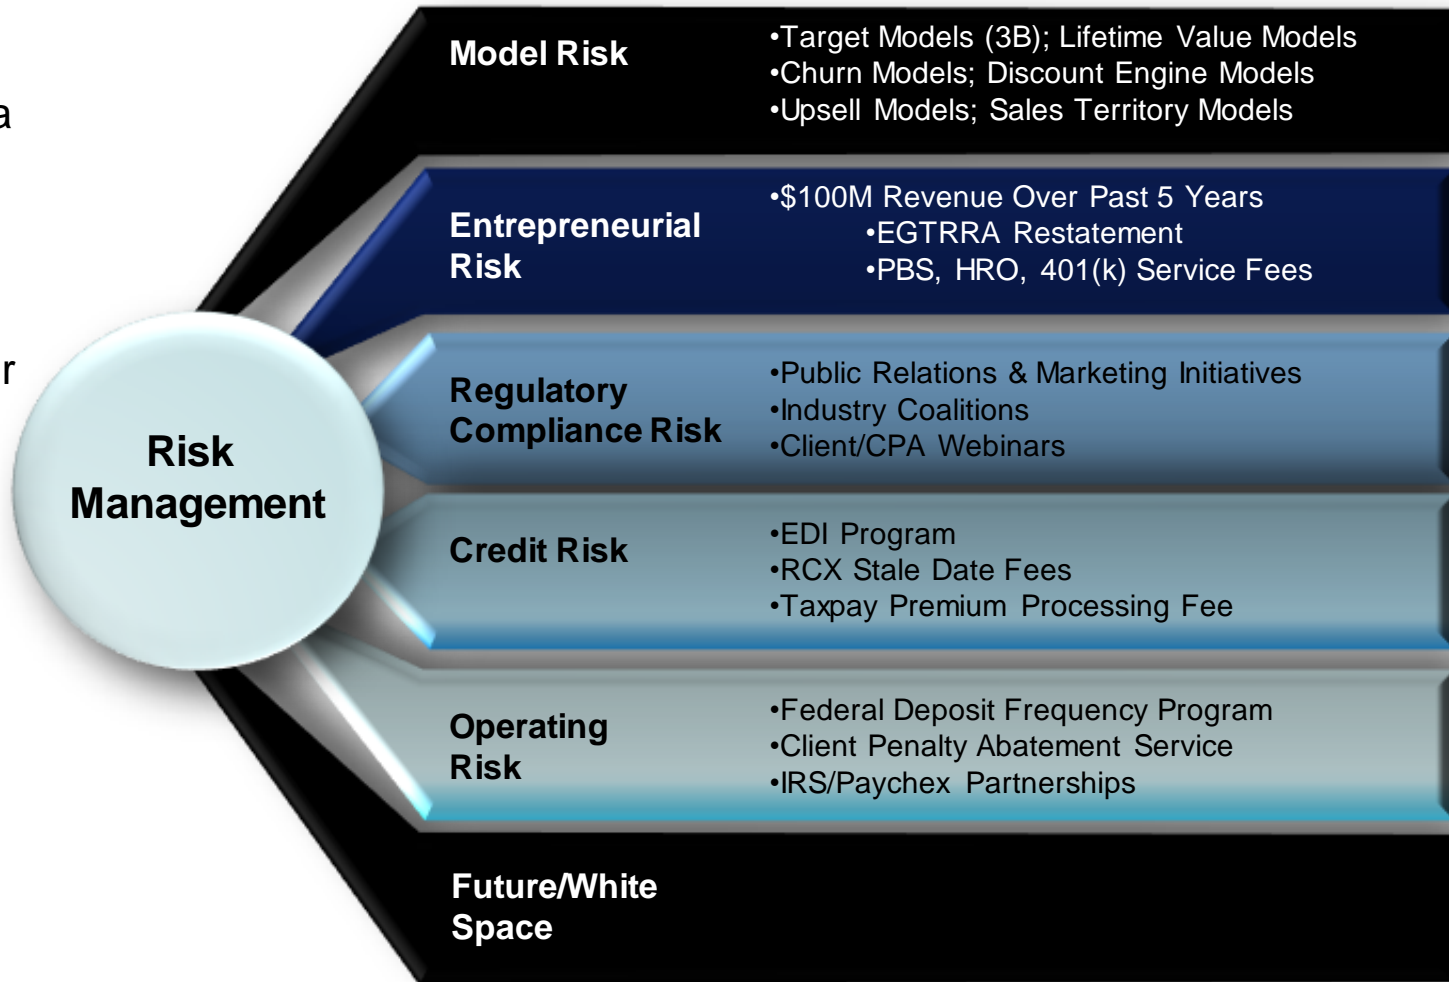 a
r
Risk
Management
Model Risk
•Target Models (3B); Lifetime Value Models
•Churn Models; Discount Engine Models
•Upsell Models; Sales Territory Models
Entrepreneurial
Risk
•$100M Revenue Over Past 5 Years
•EGTRRA Restatement
•PBS, HRO, 401(k) Service Fees
Regulatory
Compliance Risk
•Public Relations & Marketing Initiatives
•Industry Coalitions
•Client/CPA Webinars
Credit Risk
•EDI Program
•RCX Stale Date Fees
•Taxpay Premium Processing Fee
Operating
Risk
•Federal Deposit Frequency Program
•Client Penalty Abatement Service
•IRS/Paychex Partnerships
Future/White
Space